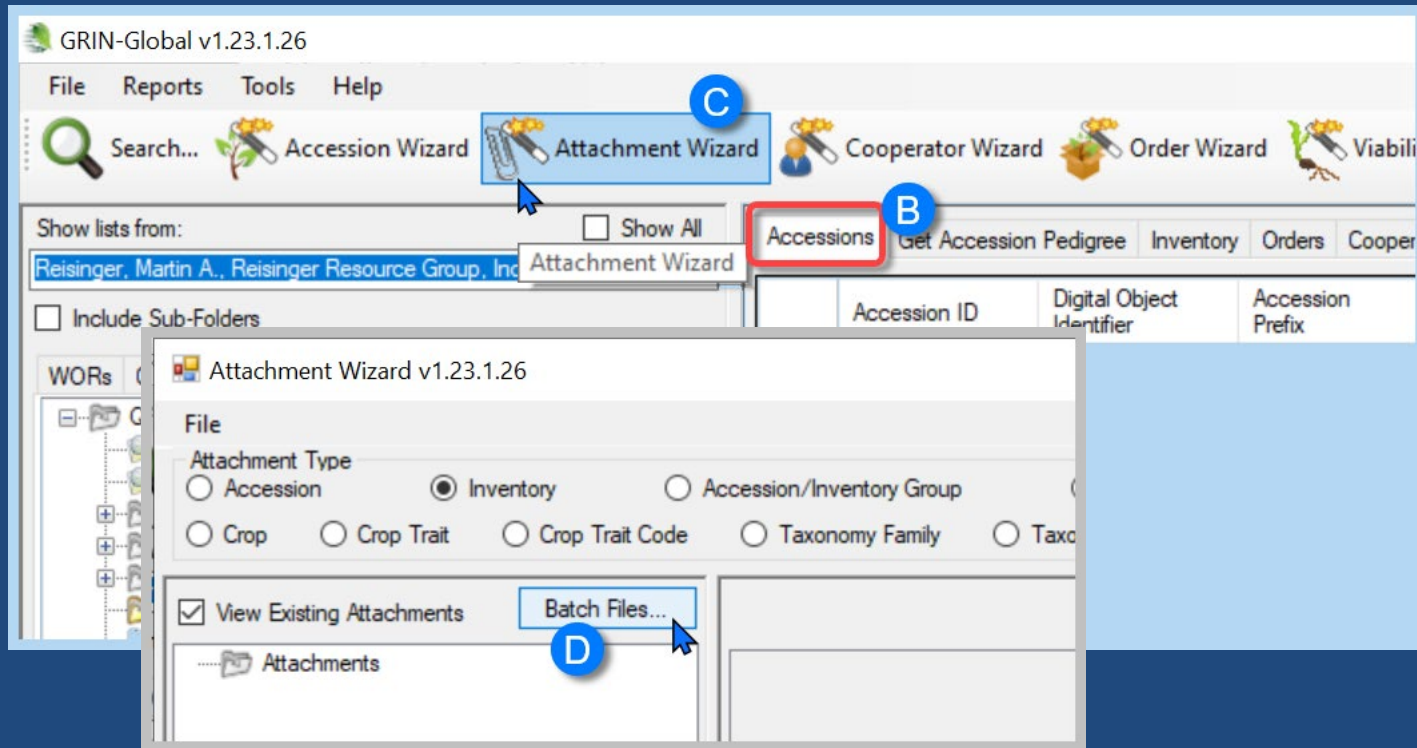 GRIN-Global v1.23.1.26
File Reports Tools Help
C
Search... Accession Wizard Attachment Wizard Cooperator Wizard Order Wizard
B
Show lists from: Show All
Accessions Get Accession Pedigree Inventory Orders
Reisinger, Martin A., Reisinger Resource Group,
Attachment Wizard
Include Sub-Folders
Accession ID Digital Object Identifier Accession Prefix
WORs
Attachment Wizard v1.23.1.26
File
Attachment Type
Accession Inventory Accession/Inventory Group
Crop Crop Trait Crop Trait Code Taxonomy Family
View Existing Attachments Batch Files...
D
Attachments